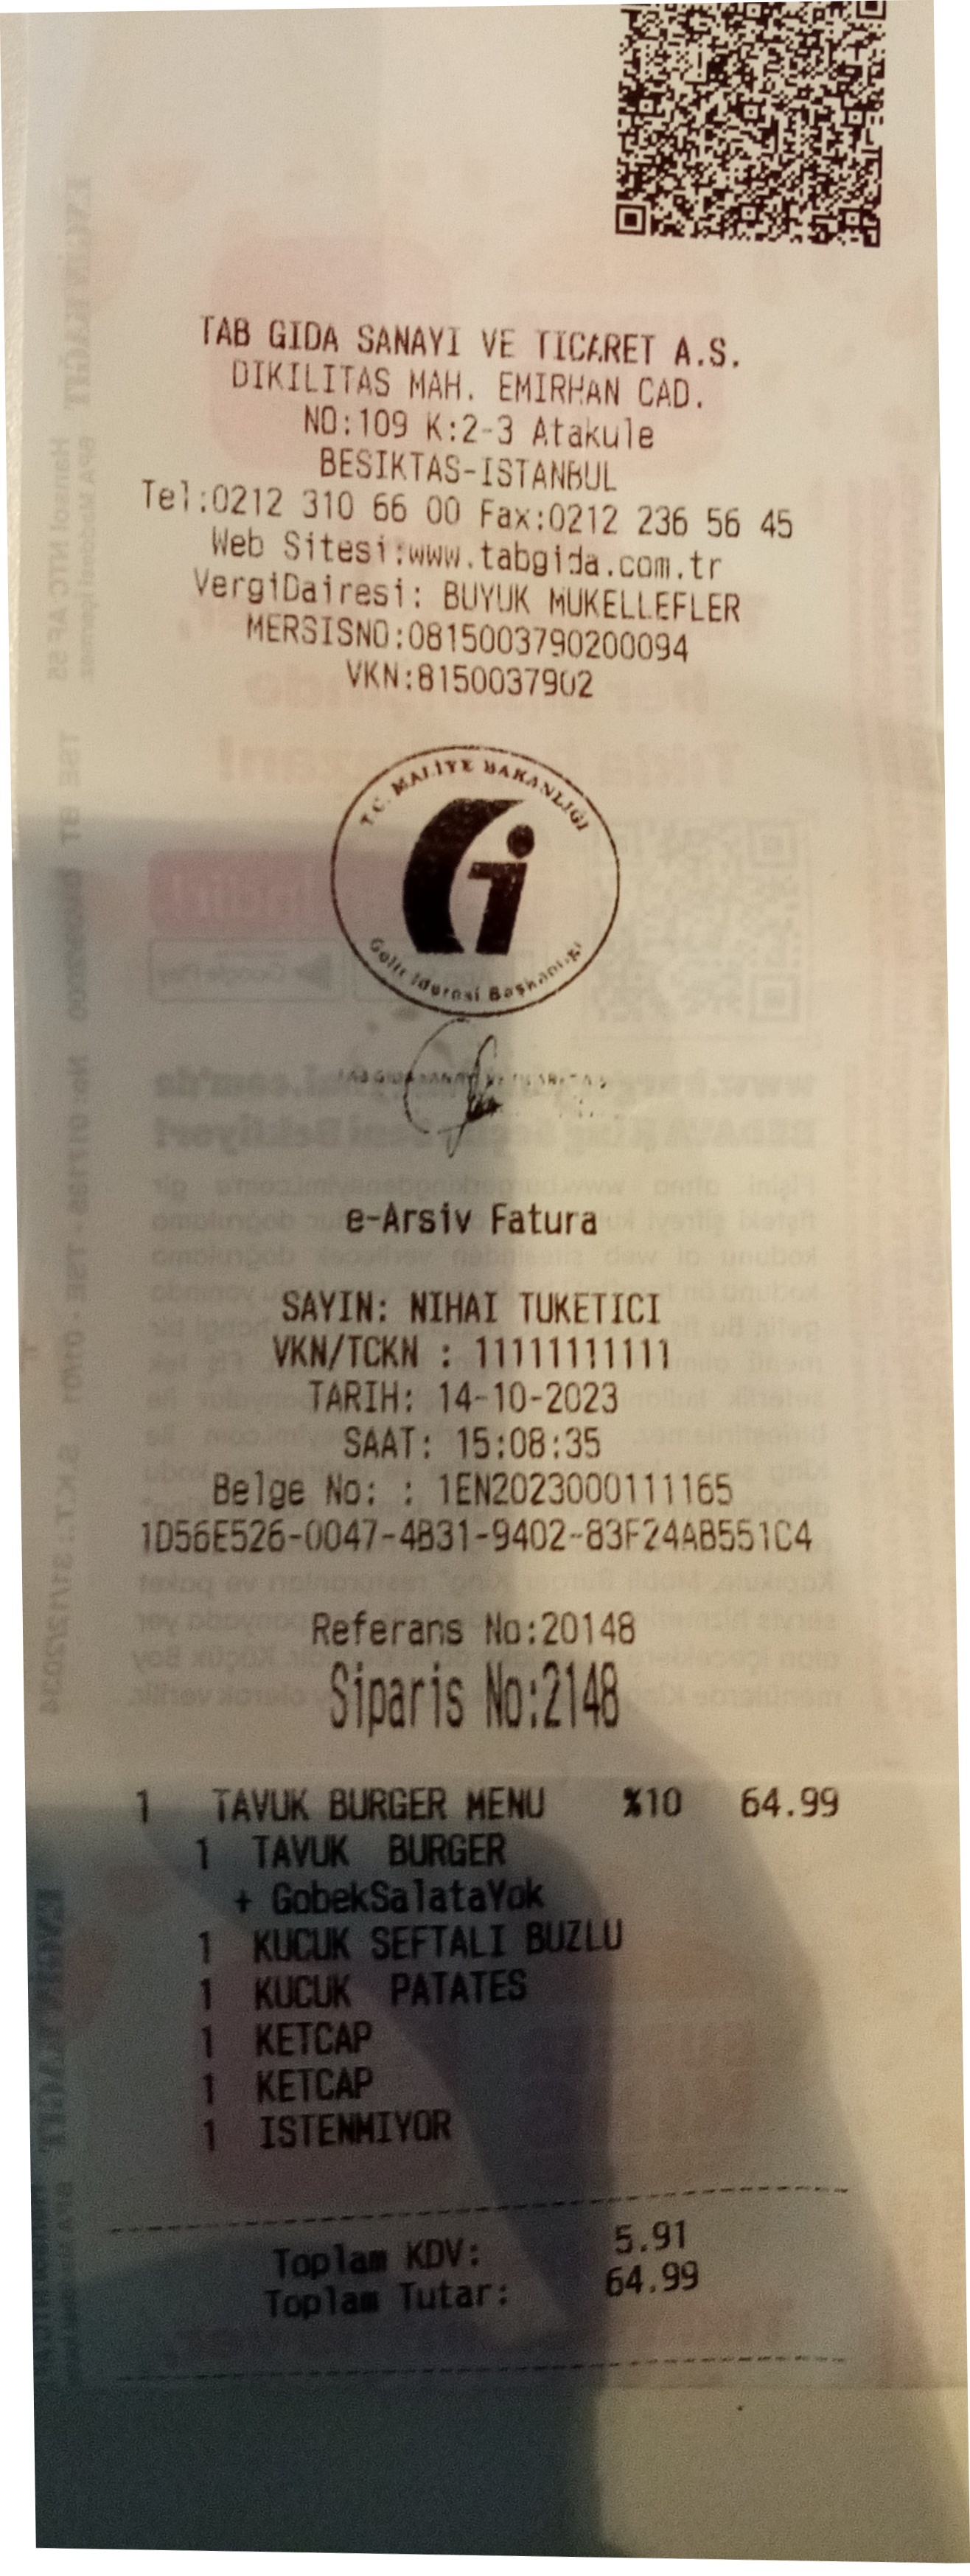 TAB GIDA SANAYI VE TICARET A.S.
DIKILITAS MAH. EMIRHAN CAD.
NO:109 K:2-3 Atakule
BESIKTAS-ISTANBUL
Tel:0212 310 66 00 Fax:0212 236 56 45
Web Sitesi:www.tabgida.com.tr
VergiDairesi: BUYUK MUKELLEFLER
MERSISNO:0815003790200094
VKN:8150037902
T.C. MALİYE BAKANLIĞI
Gelir İdaresi Başkanlığı
e-Arsiv Fatura
SAYIN: NIHAI TUKETICI
VKN/TCKN : 11111111111
TARIH: 14-10-2023
SAAT: 15:08:35
Belge No: : 1EN2023000111165
1D56E526-0047-4B31-9402-83F24AB551C4
Referans No:20148
Siparis No:2148
1 TAVUK BURGER MENU %10 64.99
1 TAVUK BURGER
+ GobekSalataYok
1 KUCUK SEFTALI BUZLU
1 KUCUK PATATES
1 KETCAP
1 KETCAP
1 ISTENMIYOR
Toplam KDV: 5.91
Toplam Tutar: 64.99